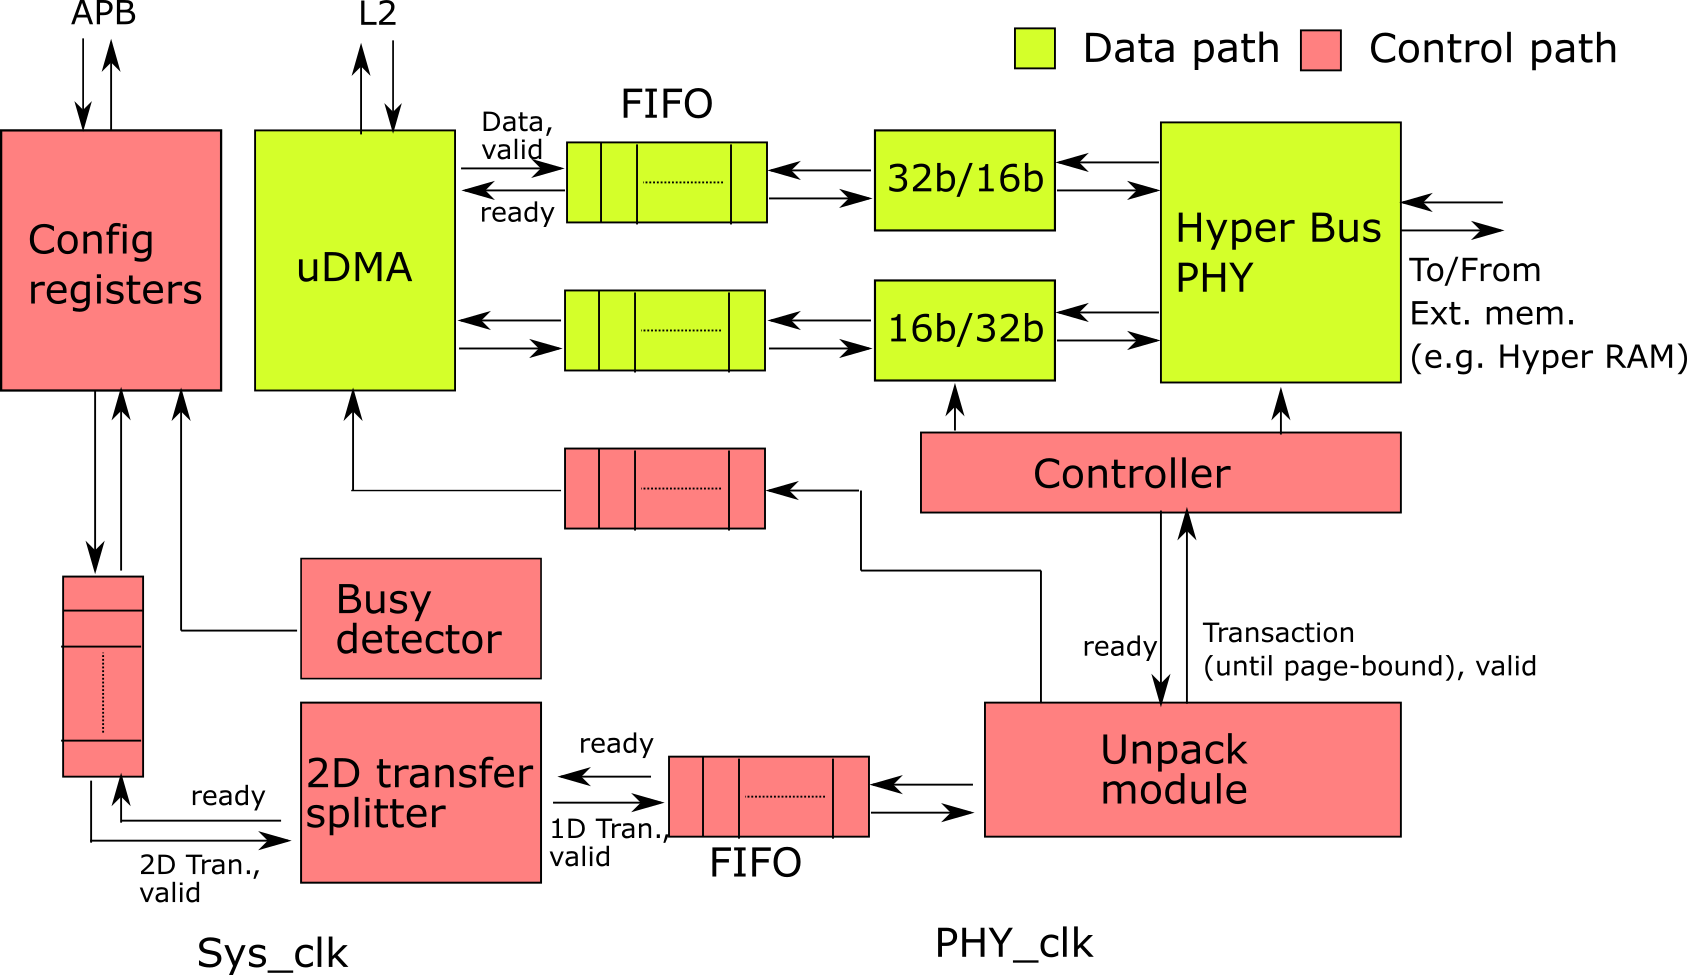 APB
L2
Data path
Control path
FIFO
Data,
valid
ready
32b/16b
Config
registers
uDMA
Hyper Bus
PHY
16b/32b
To/From
Ext. mem.
(e.g. Hyper RAM)
Controller
Busy
detector
ready
Transaction
(until page-bound), valid
2D transfer
splitter
ready
ready
1D Tran.,
valid
FIFO
Unpack
module
2D Tran.,
valid
Sys_clk
PHY_clk